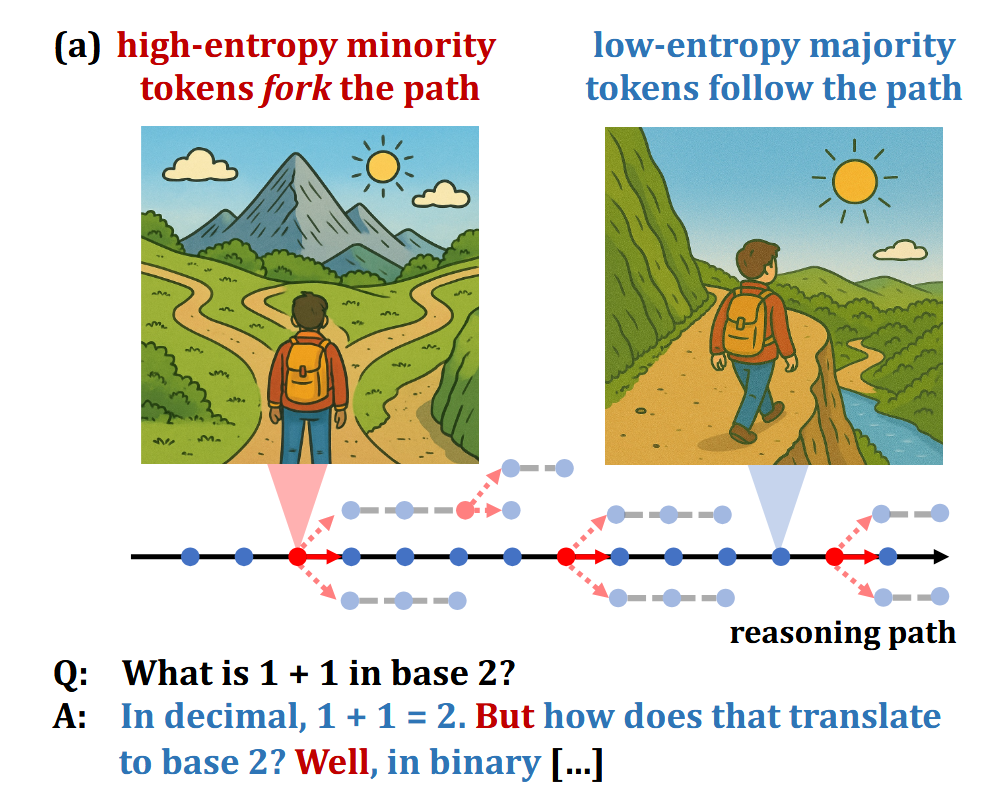 (a) high-entropy minority
tokens fork the path
low-entropy majority
tokens follow the path
reasoning path
Q: What is 1 + 1 in base 2?
A: In decimal, 1 + 1 = 2. But how does that translate
to base 2? Well, in binary [...]